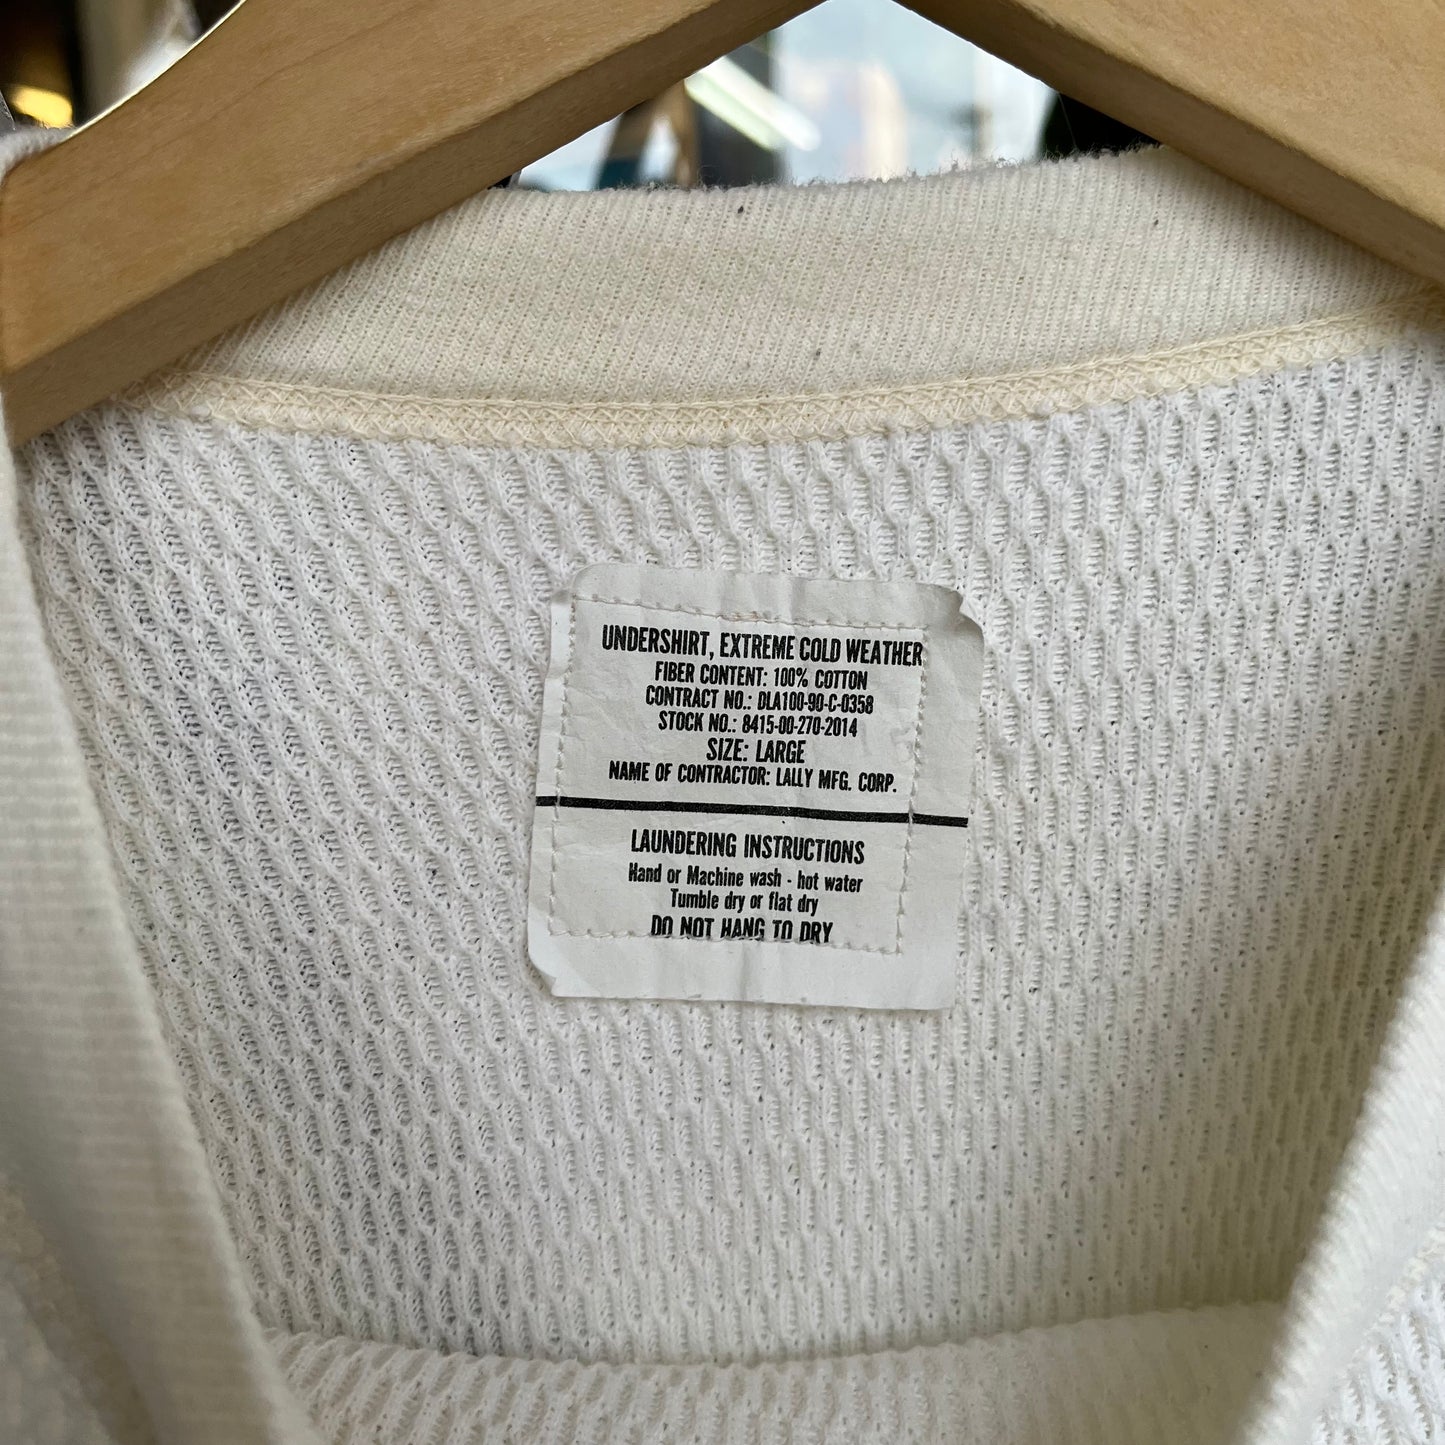 UNDERSHIRT, EXTREME COLD WEATHER
FIBER CONTENT: 100% COTTON
CONTRACT NO.: DLA100-90-C-0358
STOCK NO.: 8415-00-270-2014
SIZE: LARGE
NAME OF CONTRACTOR: LALLY MFG. CORP.
LAUNDERING INSTRUCTIONS
Hand or Machine wash - hot water
Tumble dry or flat dry
DO NOT HANG TO DRY